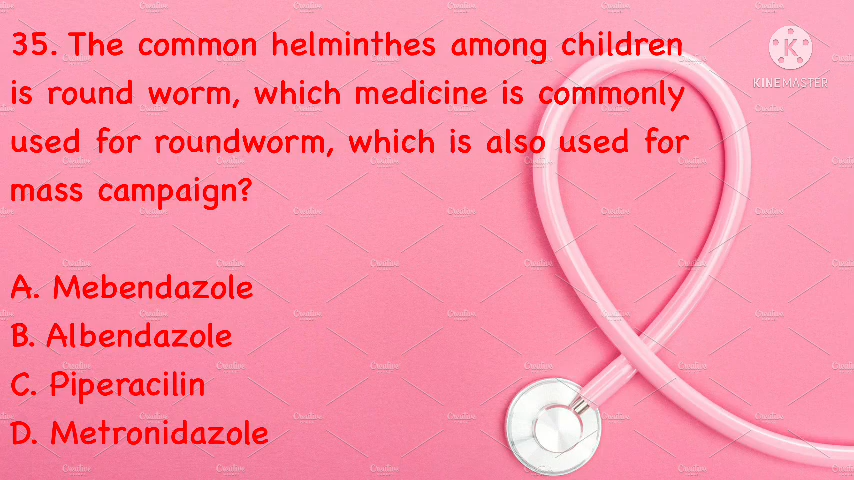 35. The common helminthes among children
is round worm, which medicine is commonly
used for roundworm, which is also used for
mass campaign?
A. Mebendazole
B. Albendazole
C. Piperacilin
D. Metronidazole
K
KINEMASTER